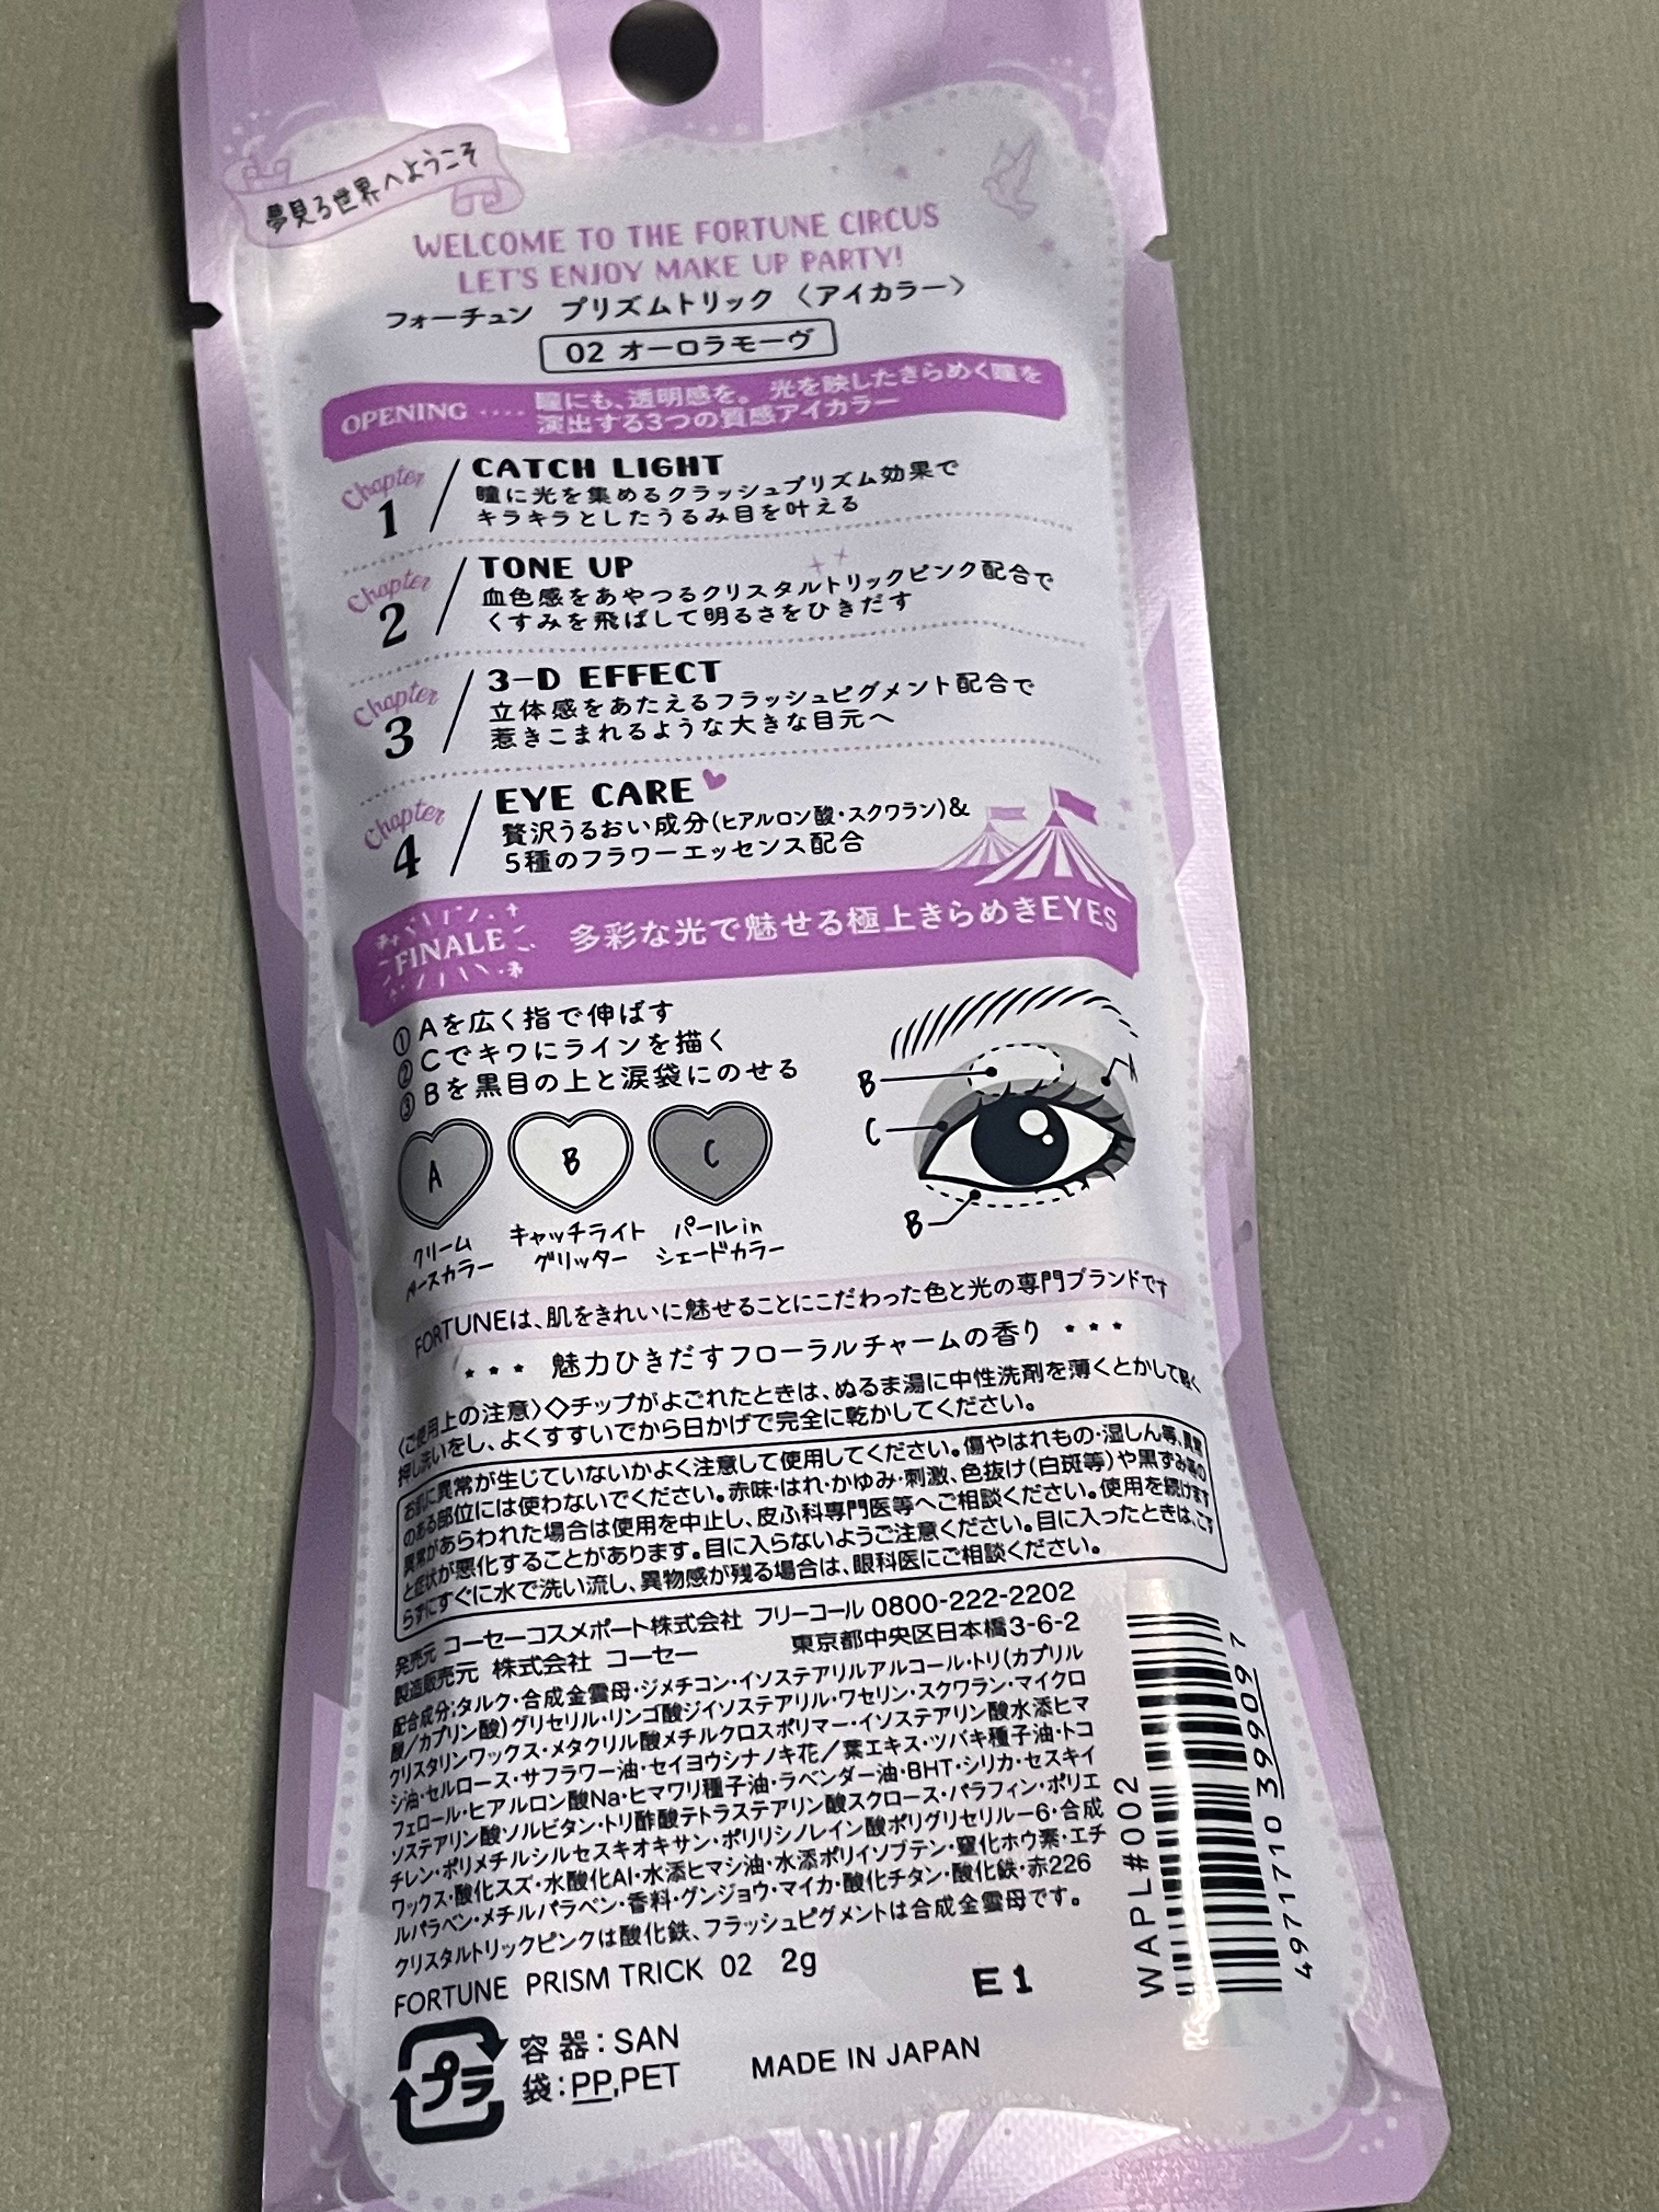 夢見る世界へようこそ
WELCOME TO THE FORTUNE CIRCUS
LET'S ENJOY MAKE UP PARTY!
フォーチュン プリズムトリック 〈アイカラー〉
02 オーロラモーヴ
OPENING ････ 瞳にも、透明感を。光を映したきらめく瞳を
演出する3つの質感アイカラー
Chapter 1 / CATCH LIGHT
瞳に光を集めるクラッシュプリズム効果で
キラキラとしたうるみ目を叶える
Chapter 2 / TONE UP
血色感をあやつるクリスタルトリックピンク配合で
くすみを飛ばして明るさをひきだす
Chapter 3 / 3-D EFFECT
立体感をあたえるフラッシュピグメント配合で
惹きこまれるような大きな目元へ
Chapter 4 / EYE CARE
贅沢うるおい成分(ヒアルロン酸・スクワラン)&
5種のフラワーエッセンス配合
FINALE 多彩な光で魅せる極上きらめきEYES
① Aを広く指で伸ばす
② Cでキワにラインを描く
③ Bを黒目の上と涙袋にのせる
B
C
B
A B C
クリーム
ースカラー
キャッチライト
グリッター
パールin
シェードカラー
FORTUNEは、肌をきれいに魅せることにこだわった色と光の専門ブランドです
★ ★ ★ 魅力ひきだすフローラルチャームの香り ★ ★ ★
〈ご使用上の注意〉◇チップがよごれたときは、ぬるま湯に中性洗剤を薄くとかして軽く
押し洗いをし、よくすすいでから日かげで完全に乾かしてください。
お肌に異常が生じていないかよく注意して使用してください。傷やはれもの・湿しん等、異常
のある部位には使わないでください。赤味・はれ・かゆみ・刺激、色抜け(白斑等)や黒ずみ等の
異常があらわれた場合は使用を中止し、皮ふ科専門医等へご相談ください。使用を続けます
と症状が悪化することがあります。目に入らないようご注意ください。目に入ったときは、こす
らずにすぐに水で洗い流し、異物感が残る場合は、眼科医にご相談ください。
発売元 コーセーコスメポート株式会社 フリーコール 0800-222-2202
製造販売元 株式会社 コーセー 東京都中央区日本橋3-6-2
配合成分:タルク・合成金雲母・ジメチコン・イソステアリルアルコール・トリ(カプリル
酸/カプリン酸)グリセリル・リンゴ酸ジイソステアリル・ワセリン・スクワラン・マイクロ
クリスタリンワックス・メタクリル酸メチルクロスポリマー・イソステアリン酸水添ヒマ
シ油・セルロース・サフラワー油・セイヨウシナノキ花/葉エキス・ツバキ種子油・トコ
フェロール・ヒアルロン酸Na・ヒマワリ種子油・ラベンダー油・BHT・シリカ・セスキイ
ソステアリン酸ソルビタン・トリ酢酸テトラステアリン酸スクロース・パラフィン・ポリエ
チレン・ポリメチルシルセスキオキサン・ポリリシノレイン酸ポリグリセリル－6・合成
ワックス・酸化スズ・水酸化Al・水添ヒマシ油・水添ポリイソブテン・窒化ホウ素・エチ
ルパラベン・メチルパラベン・香料・グンジョウ・マイカ・酸化チタン・酸化鉄・赤226
クリスタルトリックピンクは酸化鉄、フラッシュピグメントは合成金雲母です。
FORTUNE PRISM TRICK 02 2g
E1
プラ
容器:SAN
袋:PP,PET
MADE IN JAPAN
WAPL#002
4 971710 399097